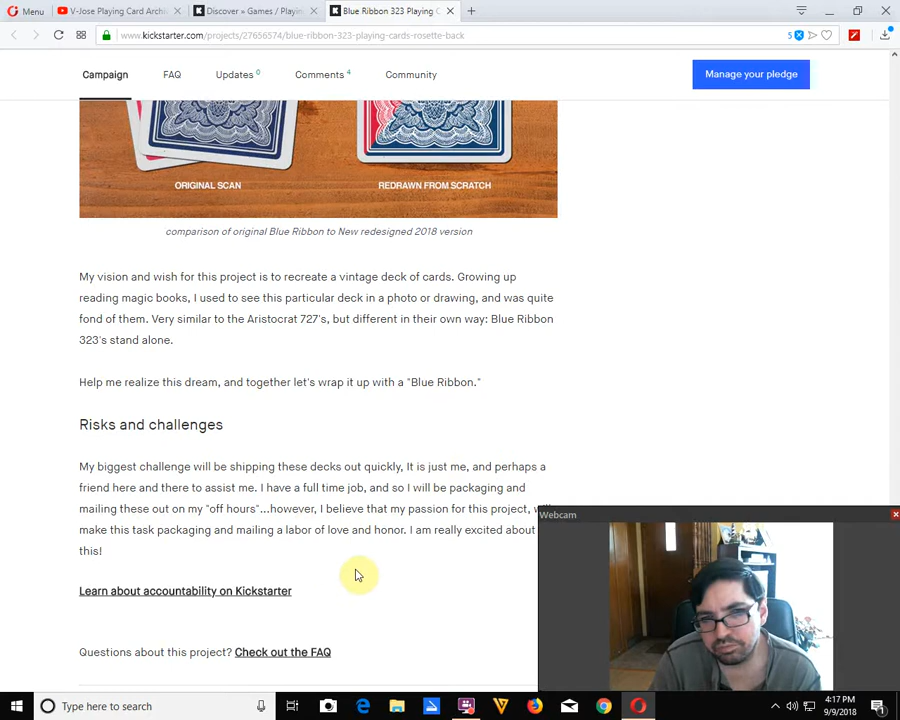 Menu
V-Jose Playing Card Archi
Discover » Games / Playin
Blue Ribbon 323 Playing C
www.kickstarter.com/projects/27656574/blue-ribbon-323-playing-cards-rosette-back
5
Campaign
FAQ
Updates 0
Comments 4
Community
Manage your pledge
ORIGINAL SCAN
REDRAWN FROM SCRATCH
comparison of original Blue Ribbon to New redesigned 2018 version
My vision and wish for this project is to recreate a vintage deck of cards. Growing up
reading magic books, I used to see this particular deck in a photo or drawing, and was quite
fond of them. Very similar to the Aristocrat 727's, but different in their own way: Blue Ribbon
323's stand alone.
Help me realize this dream, and together let's wrap it up with a "Blue Ribbon."
Risks and challenges
My biggest challenge will be shipping these decks out quickly, It is just me, and perhaps a
friend here and there to assist me. I have a full time job, and so I will be packaging and
mailing these out on my "off hours"...however, I believe that my passion for this project, w
make this task packaging and mailing a labor of love and honor. I am really excited about
this!
Webcam
Learn about accountability on Kickstarter
Questions about this project? Check out the FAQ
Type here to search
4:17 PM
9/9/2018
1